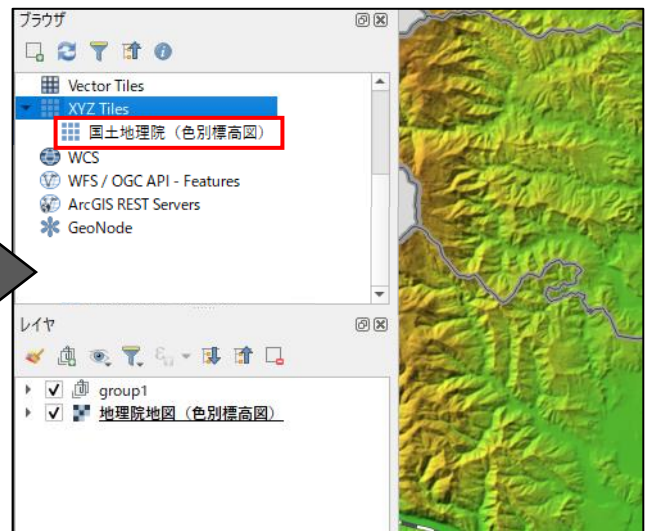 ブラウザ
Vector Tiles
XYZ Tiles
国土地理院（色別標高図）
WCS
WFS / OGC API - Features
ArcGIS REST Servers
GeoNode
レイヤ
group1
地理院地図（色別標高図）